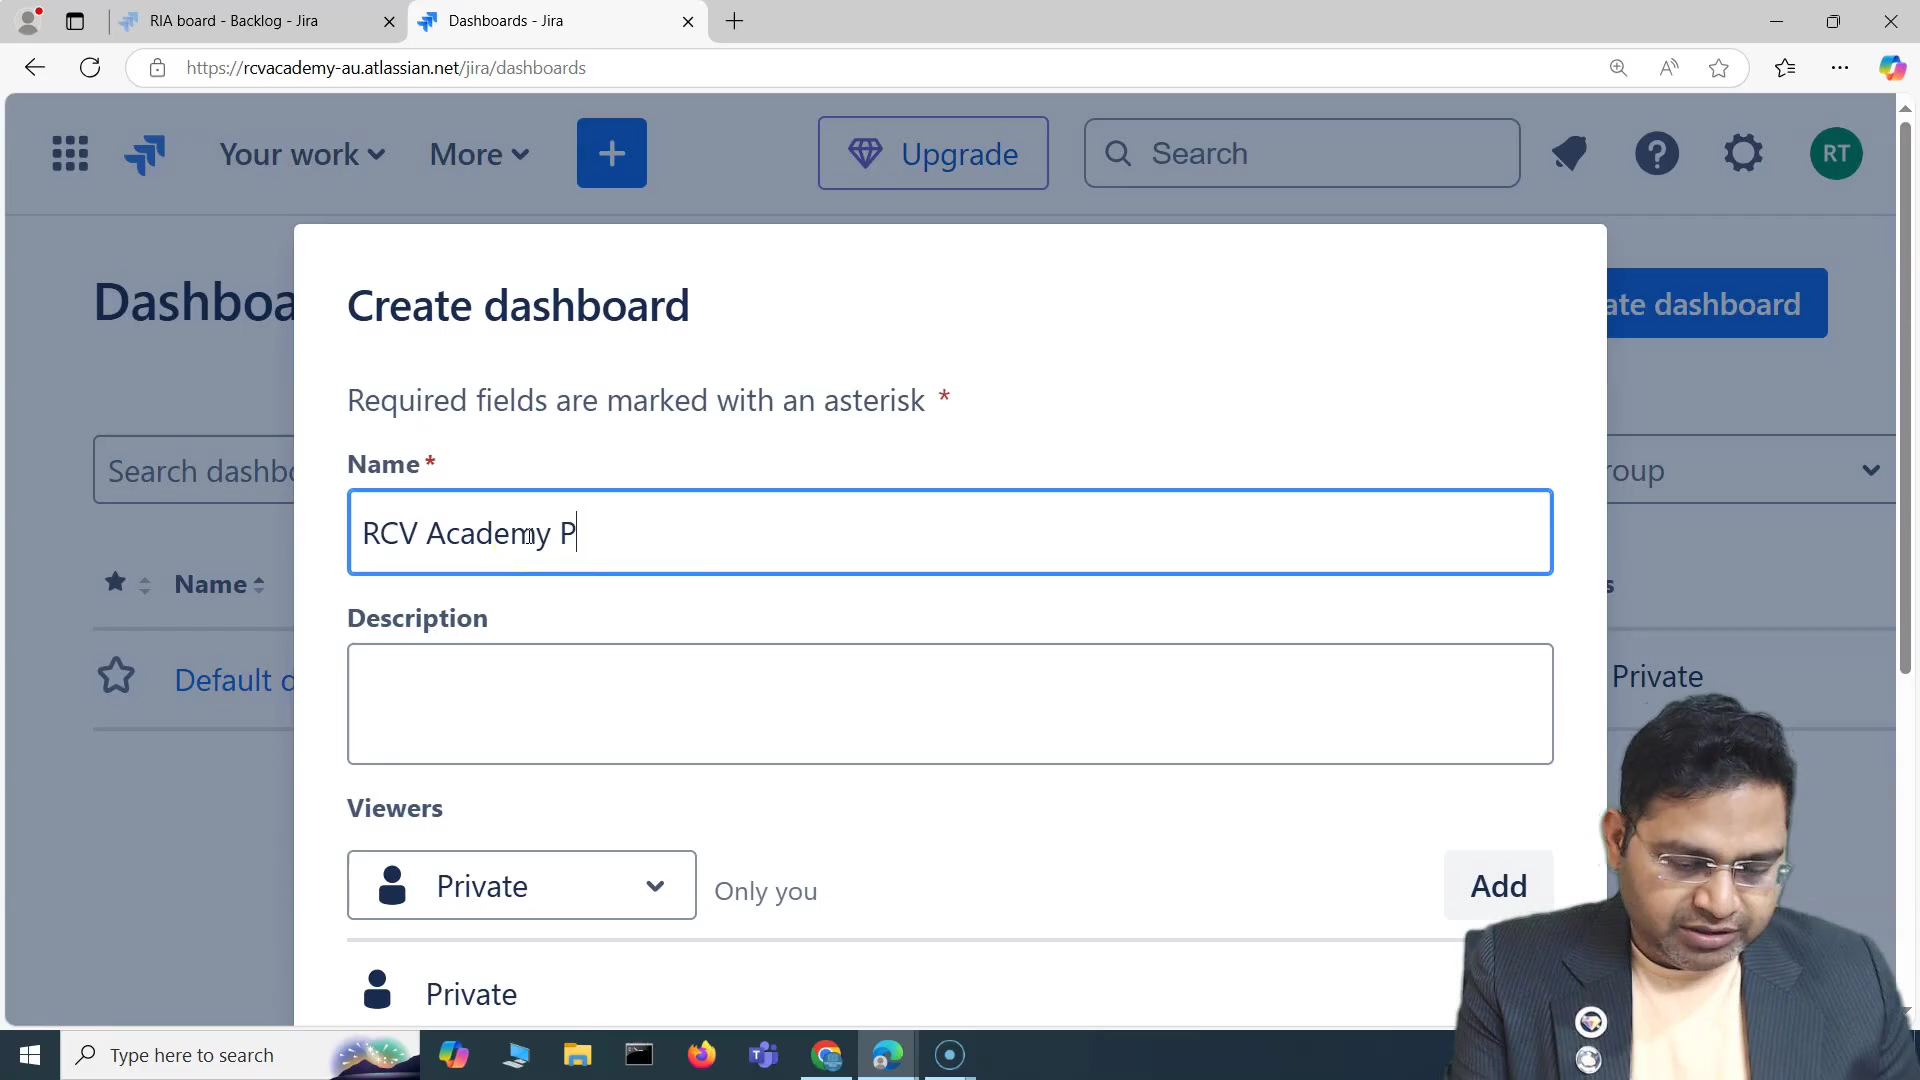 RIA board - Backlog - Jira
Dashboards - Jira
https://rcvacademy-au.atlassian.net/jira/dashboards
Your work
More
Upgrade
Search
RT
Dashboa
Create dashboard
ate dashboard
Required fields are marked with an asterisk *
Search dashbo
Name *
roup
RCV Academy P
Name
s
Description
Default d
Private
Viewers
Private
Only you
Add
Private
Type here to search